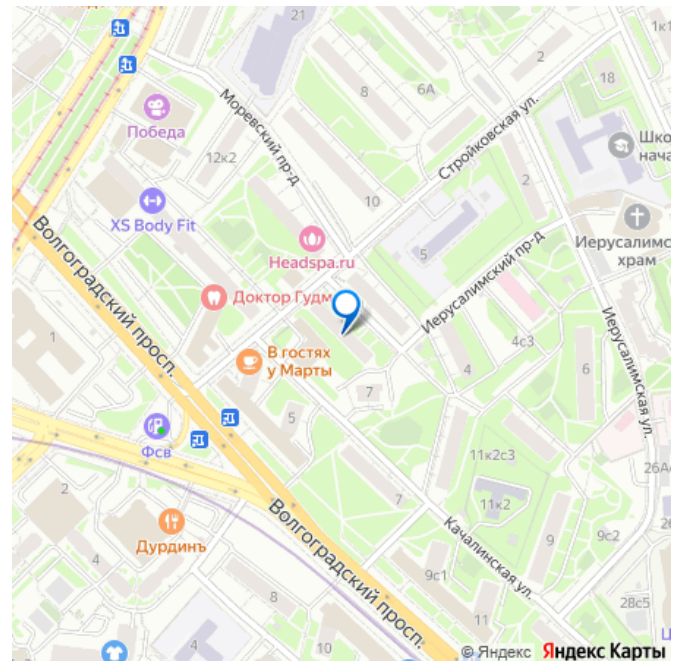 21
1к1
2
18
8
6А
Победа
Моревский пр-д
Стройковская ул.
Шко
нача
12к2
10
2
XS Body Fit
5
Headspa.ru
Иерусалимс
храм
Волгоградский просп.
Иерусалимский пр-д
Доктор Гудм
Иерусалимская ул.
1
4с3
В гостях
у Марты
4
6
7
5
Фсв
11к2с3
26А
2
7
11к2
Волгоградский просп.
Качалинская ул.
Дурдинъ
9
9с2
26
4
9с1
8
28с5
11
4
Ц
© Яндекс Яндекс Карты